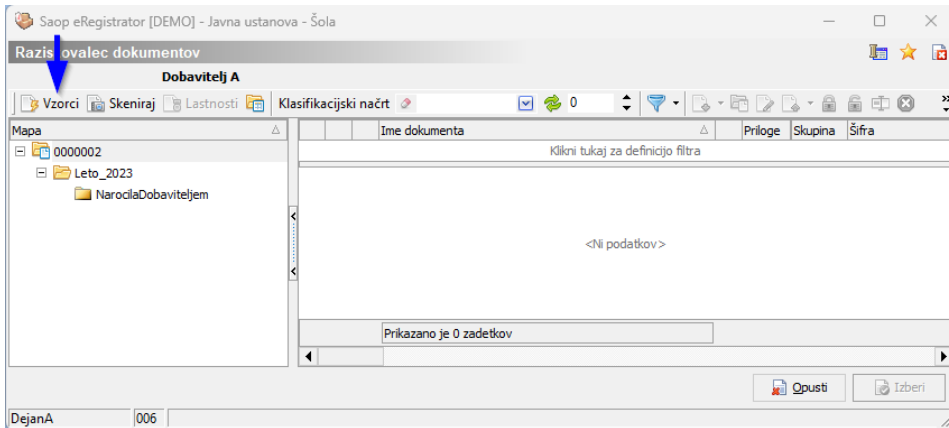 Saop eRegistrator [DEMO] - Javna ustanova - Šola
Razis ovalec dokumentov
Dobavitelj A
Vzorci Skeniraj Lastnosti Klasifikacijski načrt 0
Mapa Ime dokumenta Priloge Skupina Šifra
Klikni tukaj za definicijo filtra
0000002
Leto_2023
NarocilaDobaviteljem
<Ni podatkov>
Prikazano je 0 zadetkov
Opusti Izberi
DejanA 006